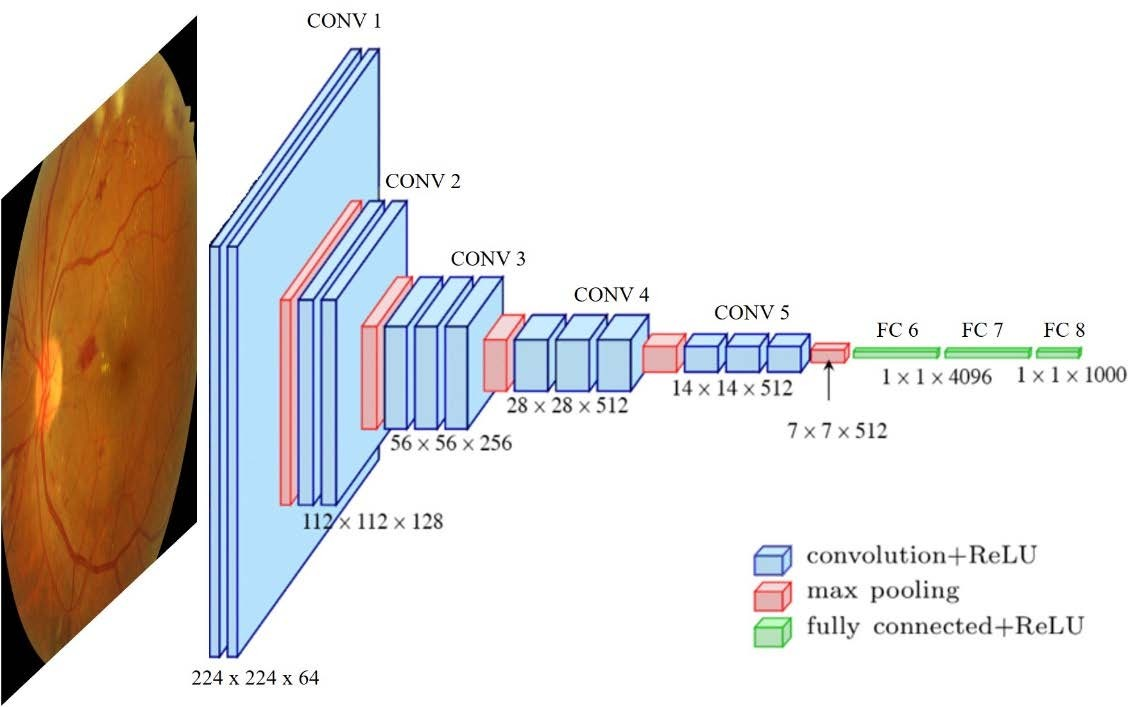 CONV 1
CONV 2
CONV 3
CONV 4
CONV 5
FC 6
FC 7
FC 8
1 × 1 × 4096
1 × 1 × 1000
14 × 14 × 512
28 × 28 × 512
7 × 7 × 512
56 × 56 × 256
112 × 112 × 128
convolution+ReLU
max pooling
fully connected+ReLU
224 x 224 x 64